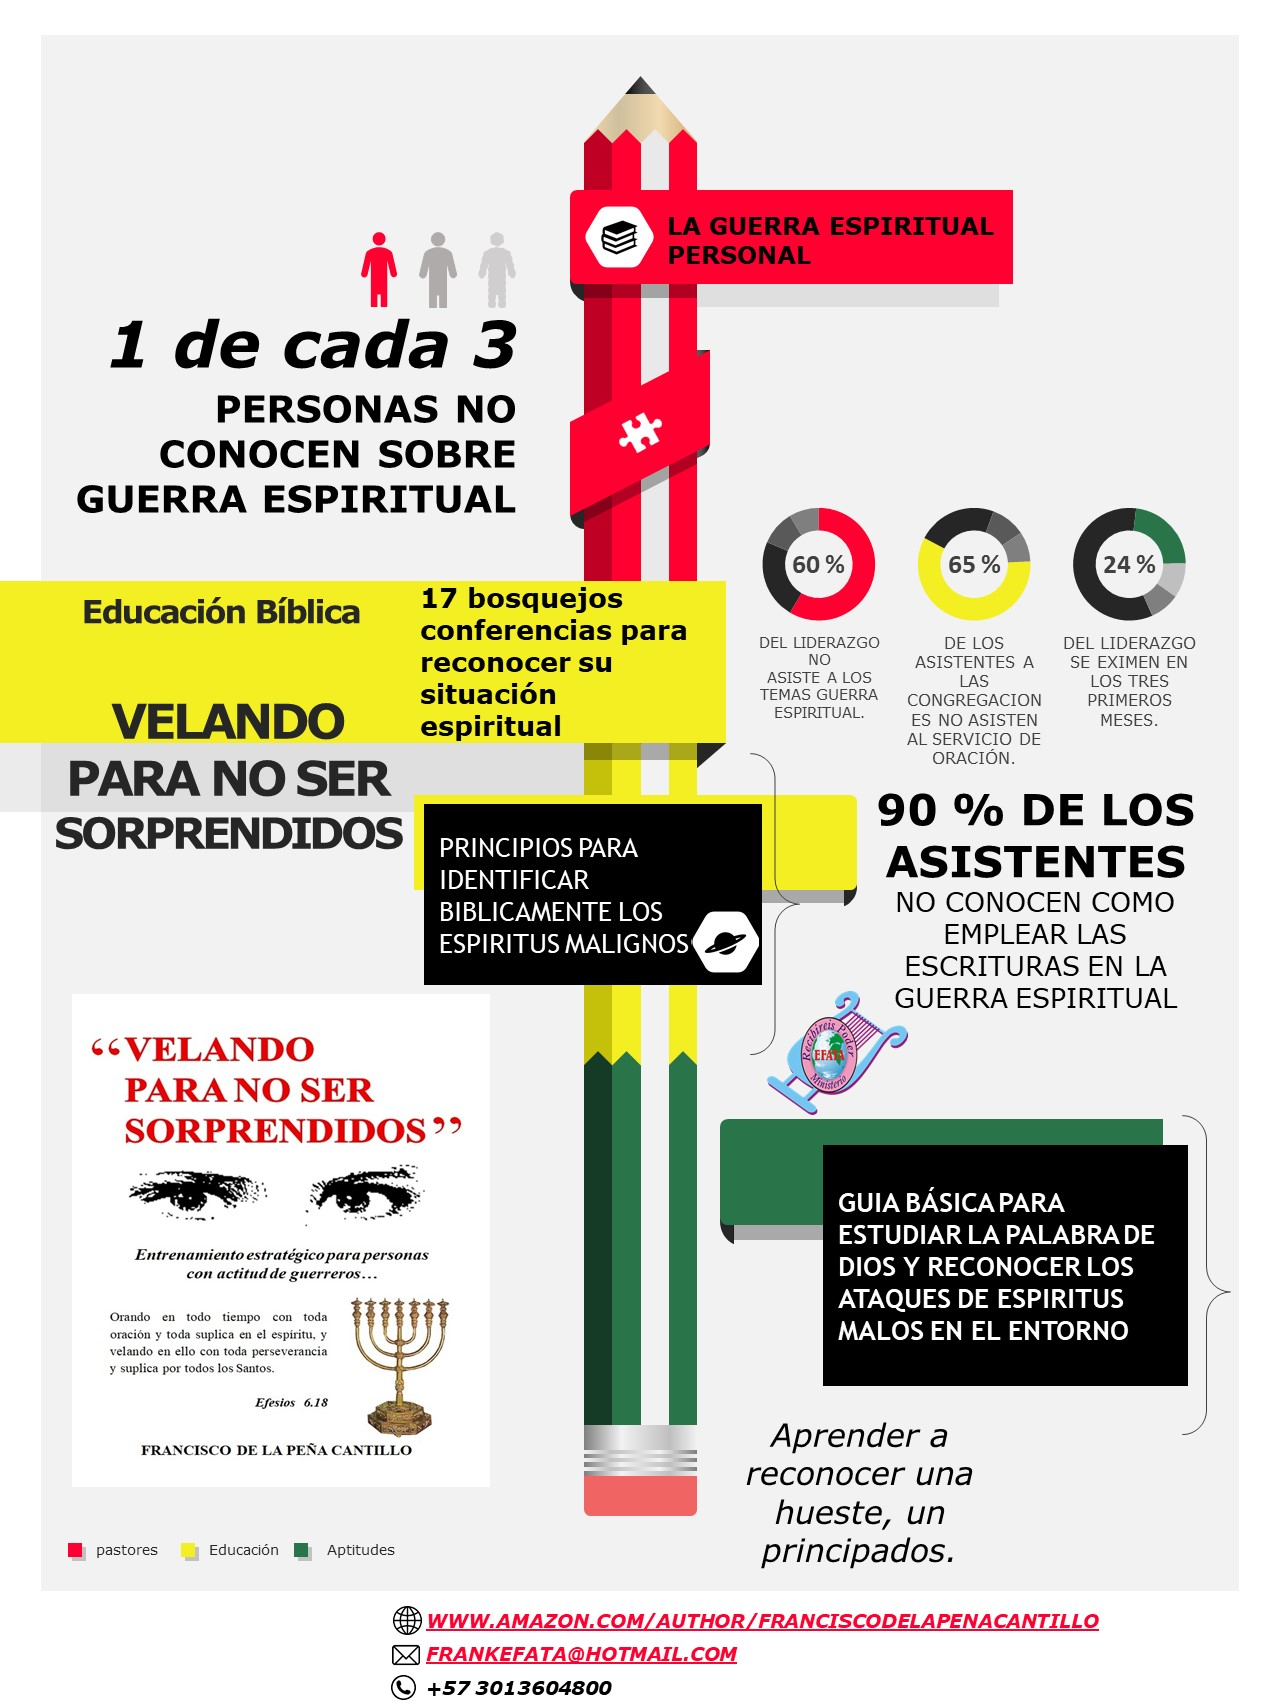 LA GUERRA ESPIRITUAL
PERSONAL
1 de cada 3
PERSONAS NO
CONOCEN SOBRE
GUERRA ESPIRITUAL
60 %
DEL LIDERAZGO
NO
ASISTE A LOS
TEMAS GUERRA
ESPIRITUAL.
65 %
DE LOS
ASISTENTES A
LAS
CONGREGACION
ES NO ASISTEN
AL SERVICIO DE
ORACIÓN.
24 %
DEL LIDERAZGO
SE EXIMEN EN
LOS TRES
PRIMEROS
MESES.
Educación Bíblica
VELANDO
PARA NO SER
SORPRENDIDOS
17 bosquejos
conferencias para
reconocer su
situación
espiritual
PRINCIPIOS PARA
IDENTIFICAR
BIBLICAMENTE LOS
ESPIRITUS MALIGNOS
90 % DE LOS
ASISTENTES
NO CONOCEN COMO
EMPLEAR LAS
ESCRITURAS EN LA
GUERRA ESPIRITUAL
Recibireis Poder
EFATA
Ministerio
“VELANDO
PARA NO SER
SORPRENDIDOS”
Entrenamiento estratégico para personas
con actitud de guerreros…
Orando en todo tiempo con toda
oración y toda suplica en el espíritu, y
velando en ello con toda perseverancia
y suplica por todos los Santos.
Efesios 6.18
FRANCISCO DE LA PEÑA CANTILLO
GUIA BÁSICA PARA
ESTUDIAR LA PALABRA DE
DIOS Y RECONOCER LOS
ATAQUES DE ESPIRITUS
MALOS EN EL ENTORNO
Aprender a
reconocer una
hueste, un
principados.
pastores
Educación
Aptitudes
WWW.AMAZON.COM/AUTHOR/FRANCISCODELAPENACANTILLO
FRANKEFATA@HOTMAIL.COM
+57 3013604800